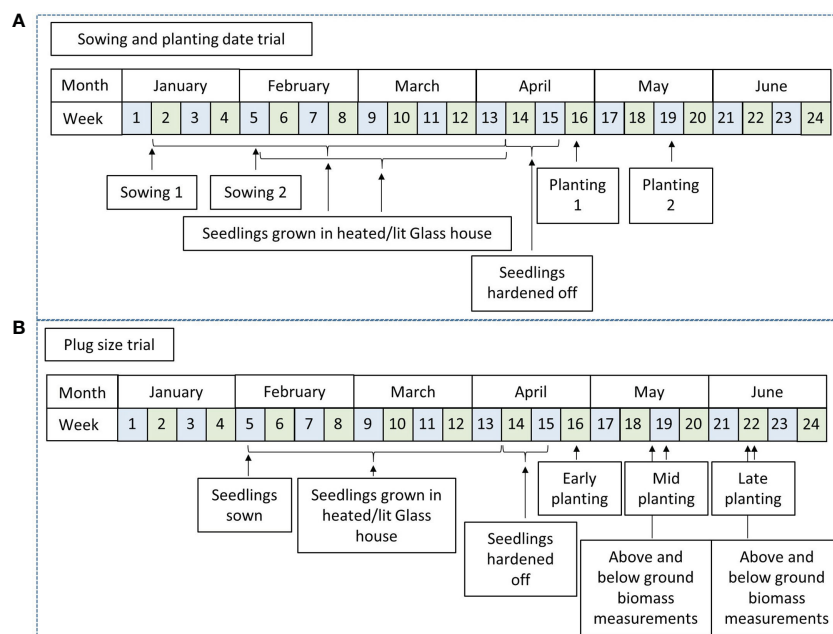 A
Sowing and planting date trial
Month January February March April May June
Week 1 2 3 4 5 6 7 8 9 10 11 12 13 14 15 16 17 18 19 20 21 22 23 24
Sowing 1
Sowing 2
Planting
1
Planting
2
Seedlings grown in heated/lit Glass house
Seedlings
hardened off
B
Plug size trial
Month January February March April May June
Week 1 2 3 4 5 6 7 8 9 10 11 12 13 14 15 16 17 18 19 20 21 22 23 24
Seedlings
sown
Seedlings grown in
heated/lit Glass
house
Early
planting
Mid
planting
Late
planting
Seedlings
hardened
off
Above and
below ground
biomass
measurements
Above and
below ground
biomass
measurements